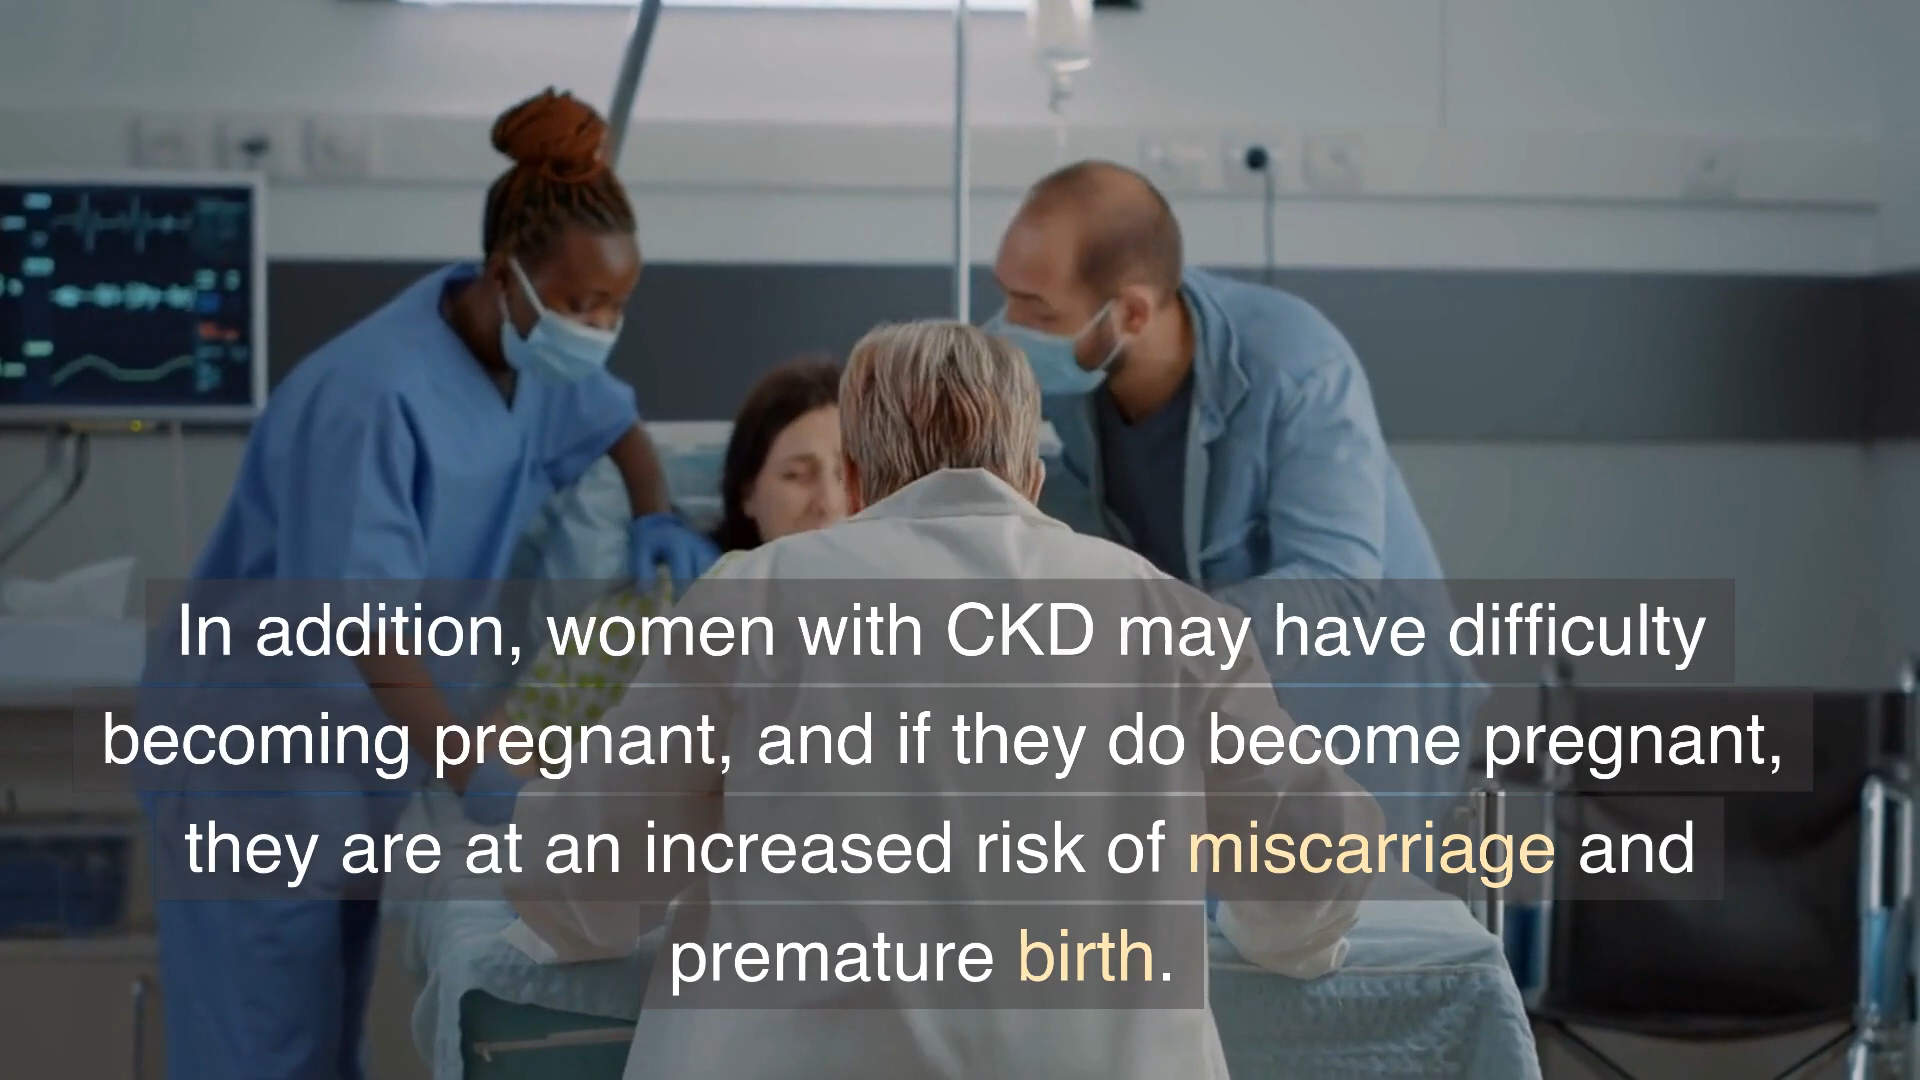 In addition, women with CKD may have difficulty
becoming pregnant, and if they do become pregnant,
they are at an increased risk of miscarriage and
premature birth.